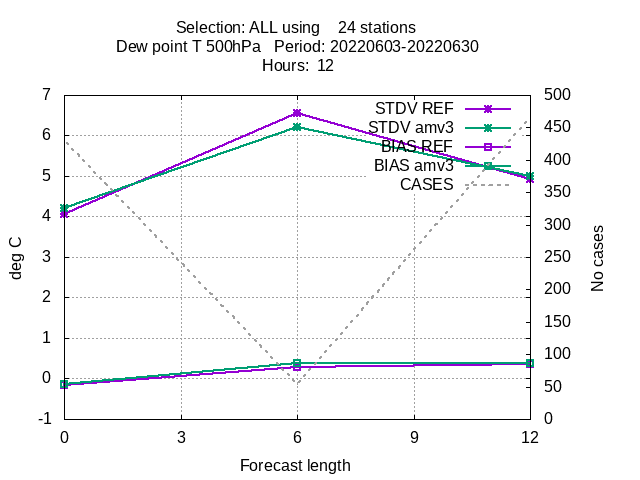 Selection: ALL using    24 stations
Dew point T 500hPa   Period: 20220603-20220630
Hours:  12
7
6
5
4
3
2
1
0
-1
500
450
400
350
300
250
200
150
100
50
0
STDV REF
STDV amv3
BIAS REF
BIAS amv3
CASES
deg C
No cases
0 3 6 9 12
Forecast length